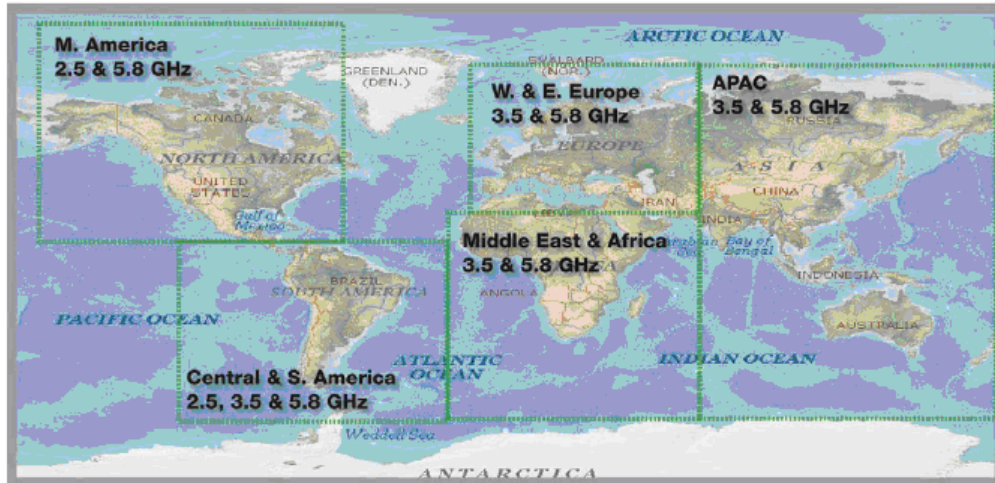 M. America
2.5 & 5.8 GHz
ARCTIC OCEAN
GREENLAND
(DEN.)
SVALBARD
(NOR.)
W. & E. Europe
3.5 & 5.8 GHz
APAC
3.5 & 5.8 GHz
RUSSIA
CANADA
NORTH AMERICA
EUROPE
ASIA
UNITED
STATES
CHINA
IRAN
Gulf of
Mexico
INDIA
Middle East & Africa
3.5 & 5.8 GHz
Bay of
Bengal
BRAZIL
SOUTH AMERICA
ANGOLA
INDONESIA
PACIFIC OCEAN
AUSTRALIA
ATLANTIC
OCEAN
INDIAN OCEAN
Central & S. America
2.5, 3.5 & 5.8 GHz
Weddell Sea
ANTARCTICA